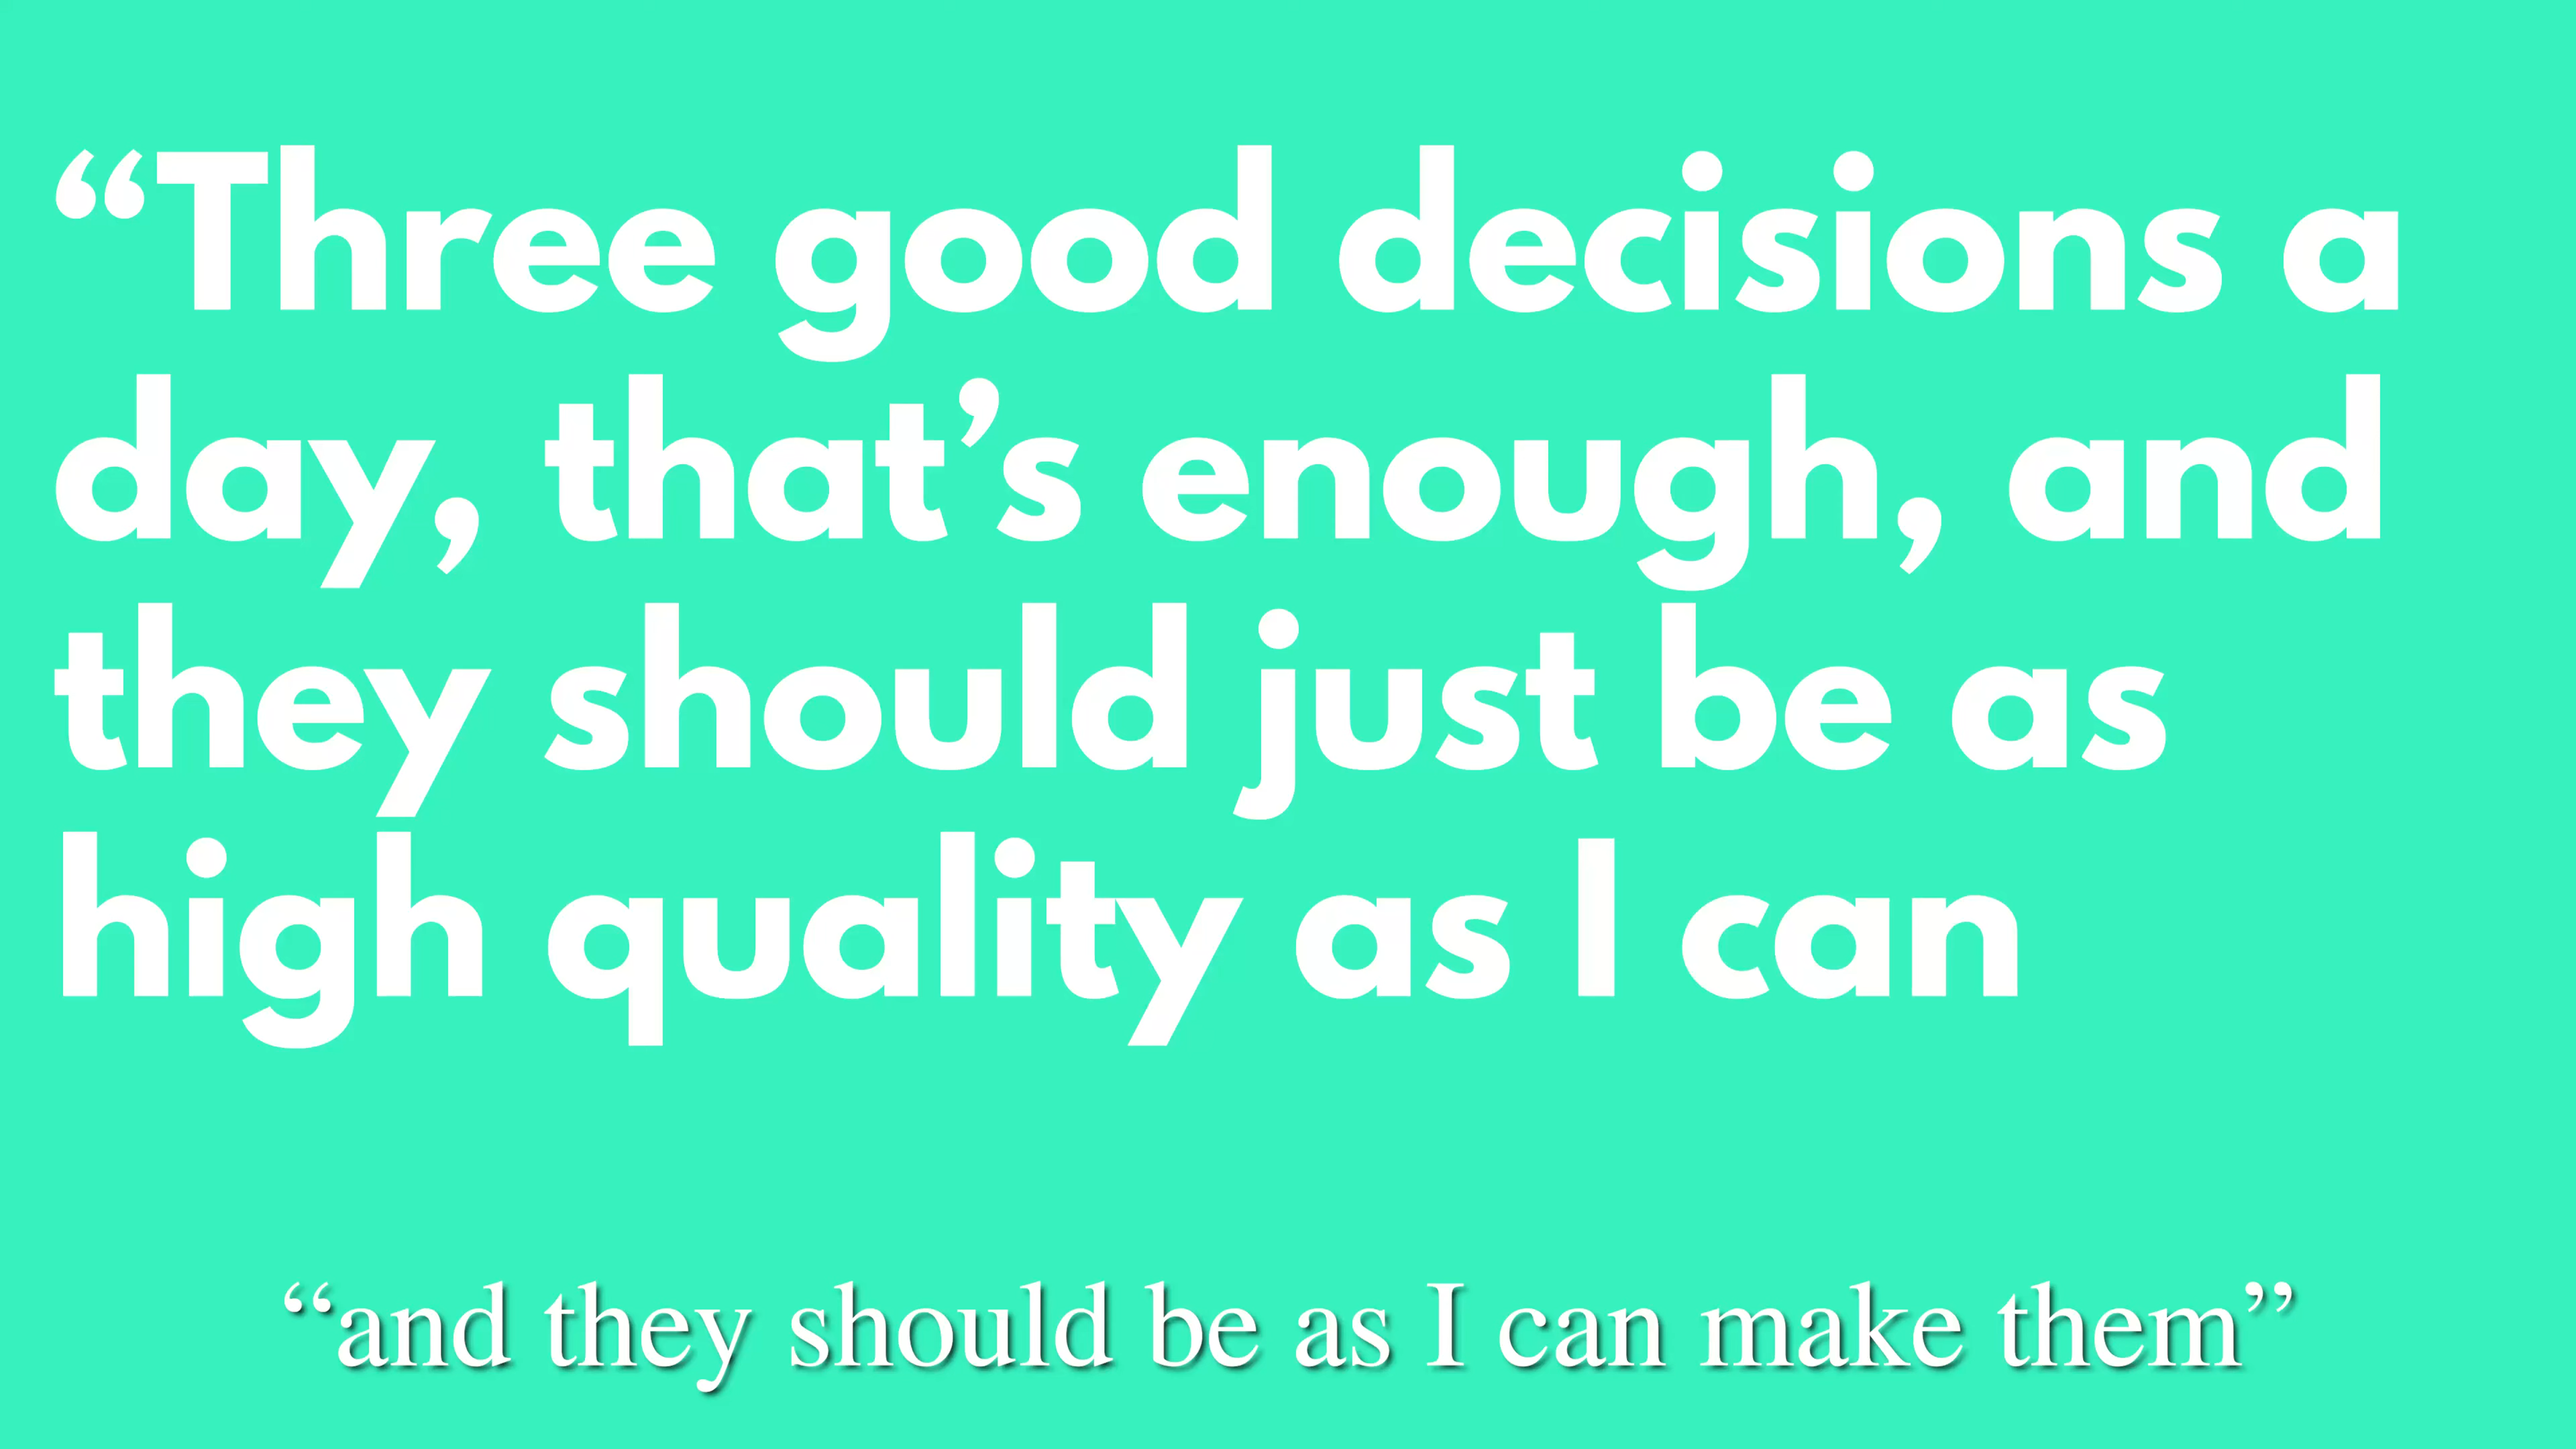 “Three good decisions a
day, that’s enough, and
they should just be as
high quality as I can
“and they should be as I can make them”